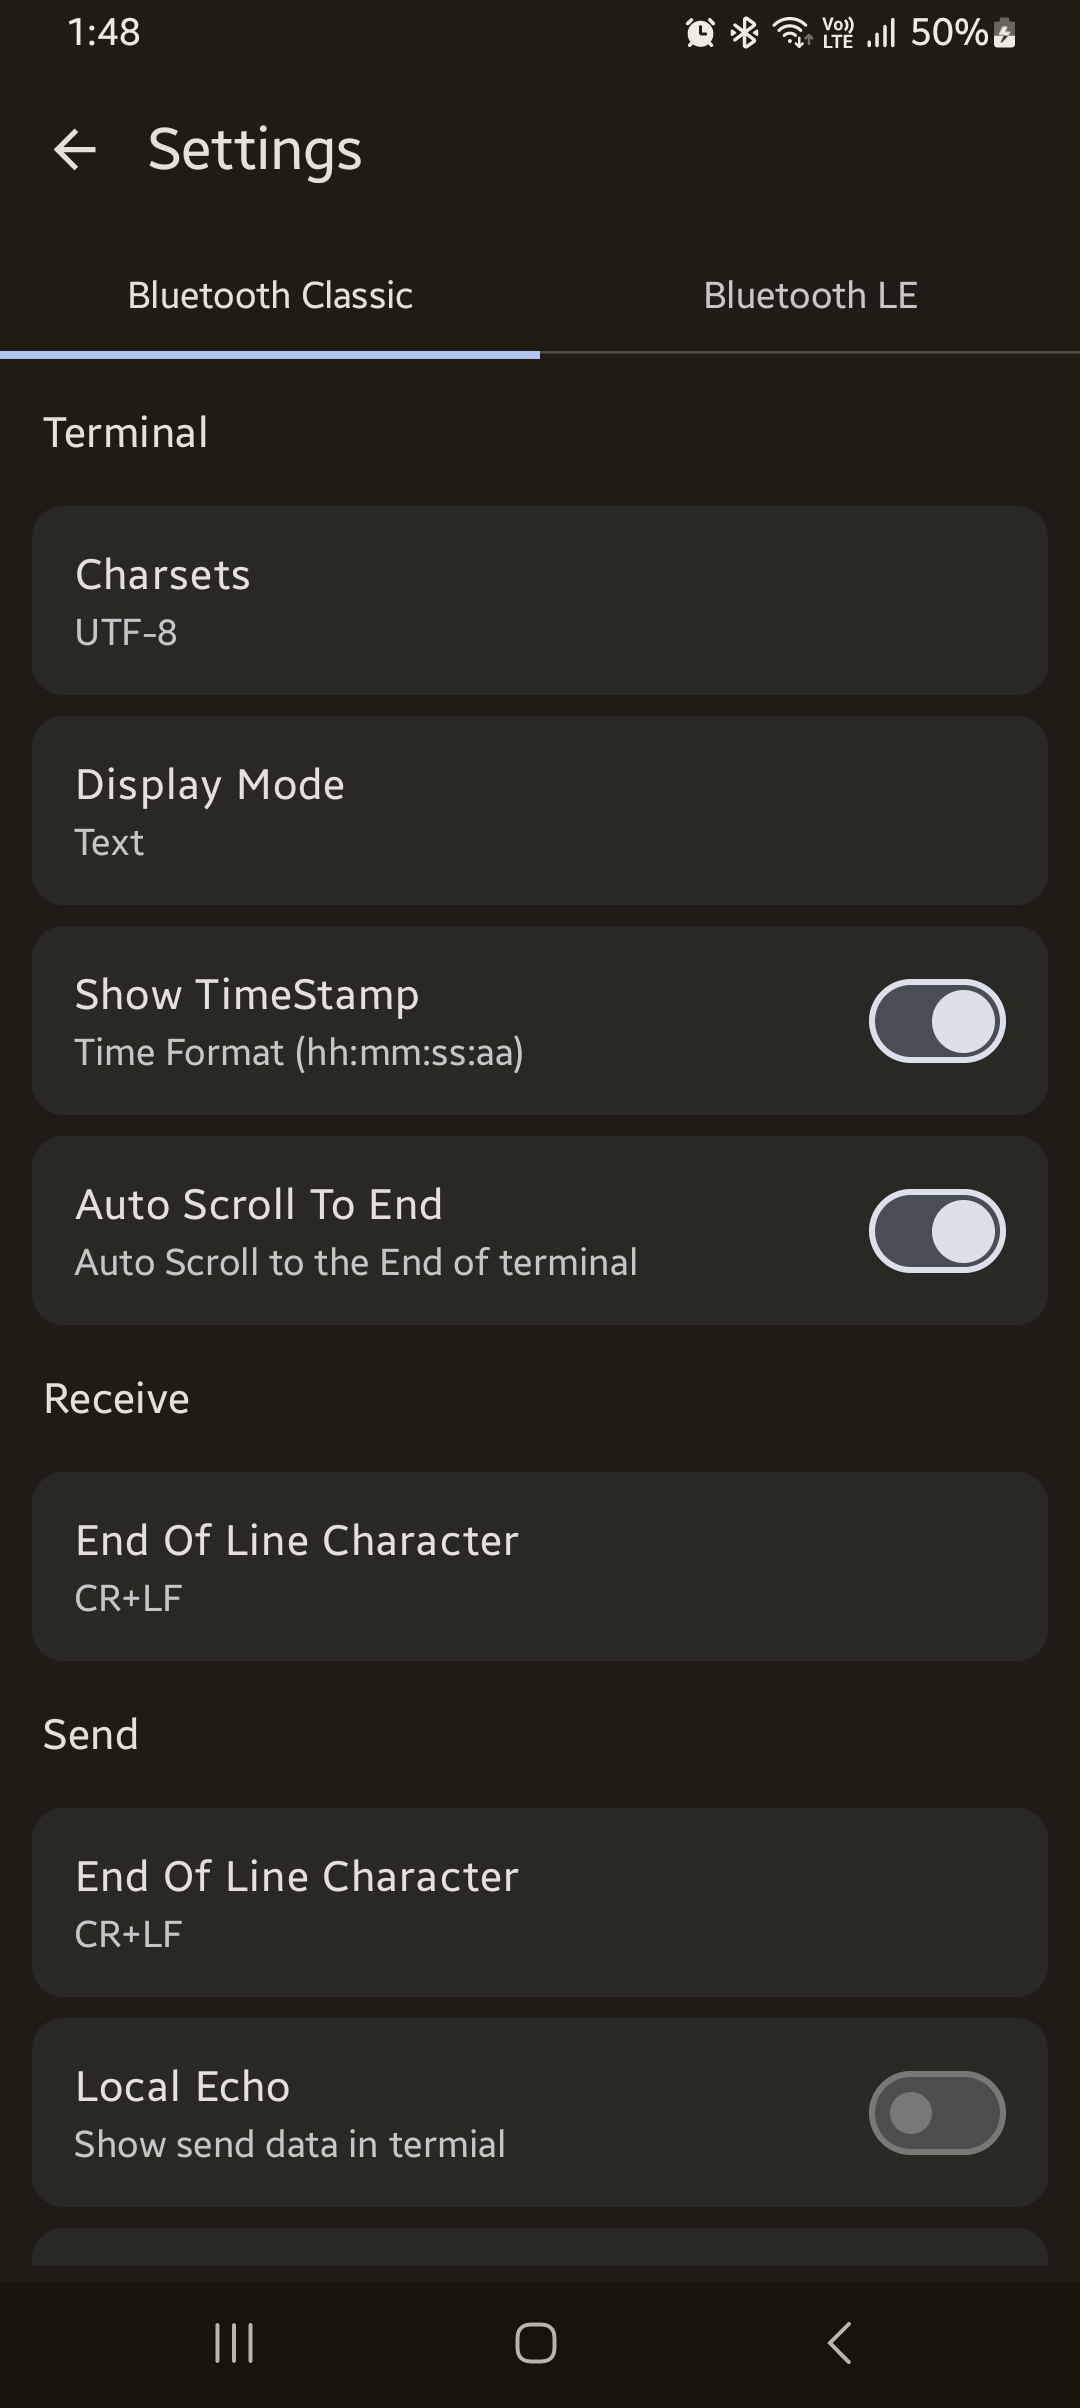 1:48
Vo)) LTE 50%
Settings
Bluetooth Classic
Bluetooth LE
Terminal
Charsets
UTF-8
Display Mode
Text
Show TimeStamp
Time Format (hh:mm:ss:aa)
Auto Scroll To End
Auto Scroll to the End of terminal
Receive
End Of Line Character
CR+LF
Send
End Of Line Character
CR+LF
Local Echo
Show send data in termial